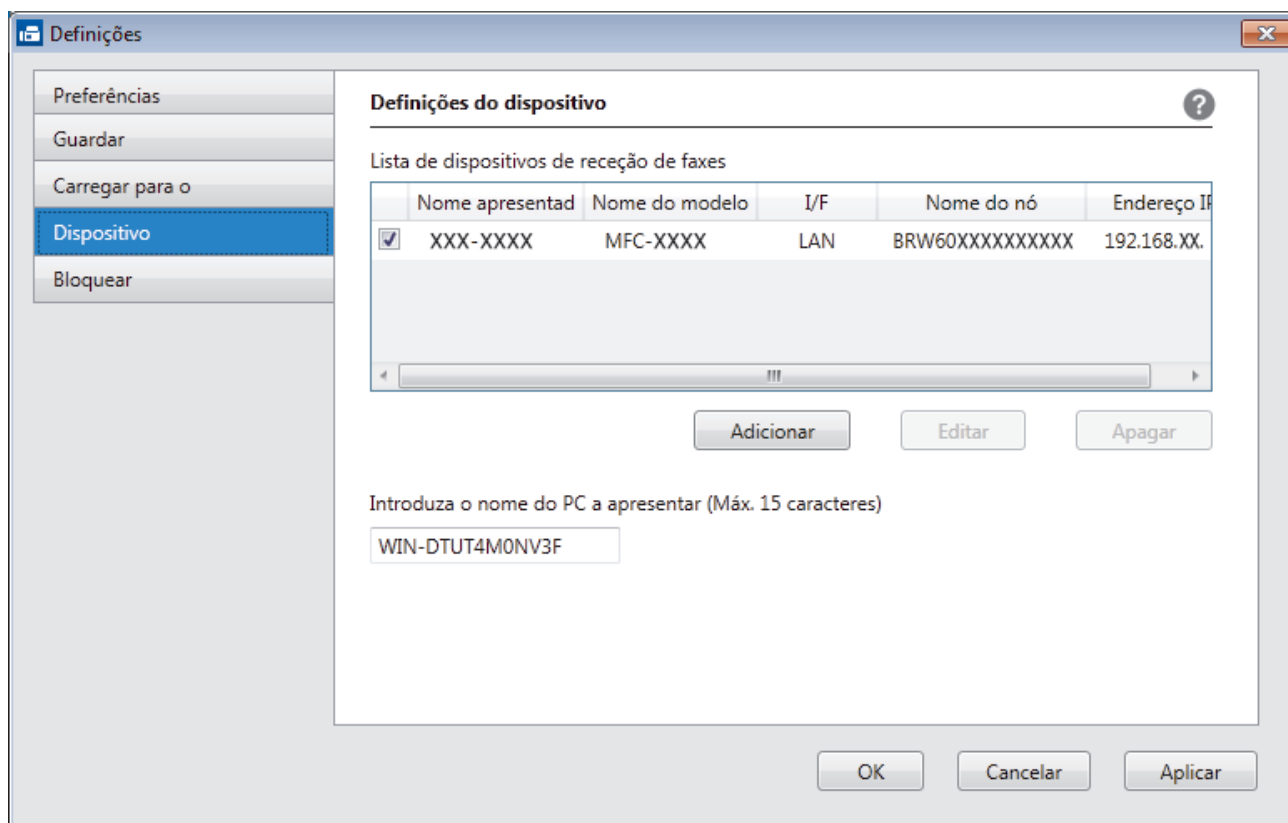 Definições
Preferências
Guardar
Carregar para o
Dispositivo
Bloquear
Definições do dispositivo
?
Lista de dispositivos de receção de faxes
Nome apresentad Nome do modelo I/F Nome do nó Endereço IP
XXX-XXXX MFC-XXXX LAN BRW60XXXXXXXXXX 192.168.XX.
Adicionar Editar Apagar
Introduza o nome do PC a apresentar (Máx. 15 caracteres)
WIN-DTUT4M0NV3F
OK Cancelar Aplicar